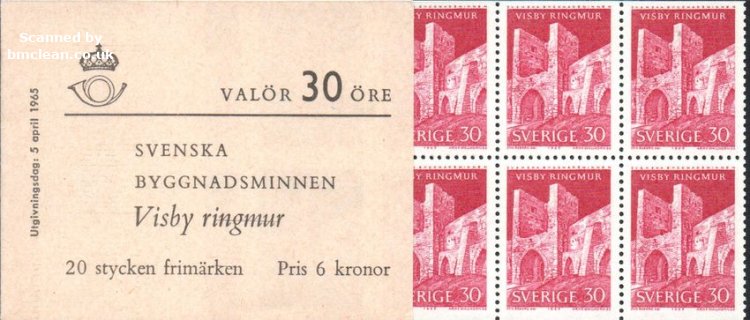 Scanned by
bmclean.co.uk
VALÖR 30 ÖRE
Utgivningsdag: 5 april 1965
SVENSKA
BYGGNADSMINNEN
Visby ringmur
20 stycken frimärken Pris 6 kronor
VISBY RINGMUR
SVERIGE 30
VISBY RINGMUR
SVERIGE 30
VISBY RINGMUR
SVERIGE 30
VISBY RINGMUR
SVERIGE 30
VISBY RINGMUR
SVERIGE 30
VISBY RINGMUR
SVERIGE 30